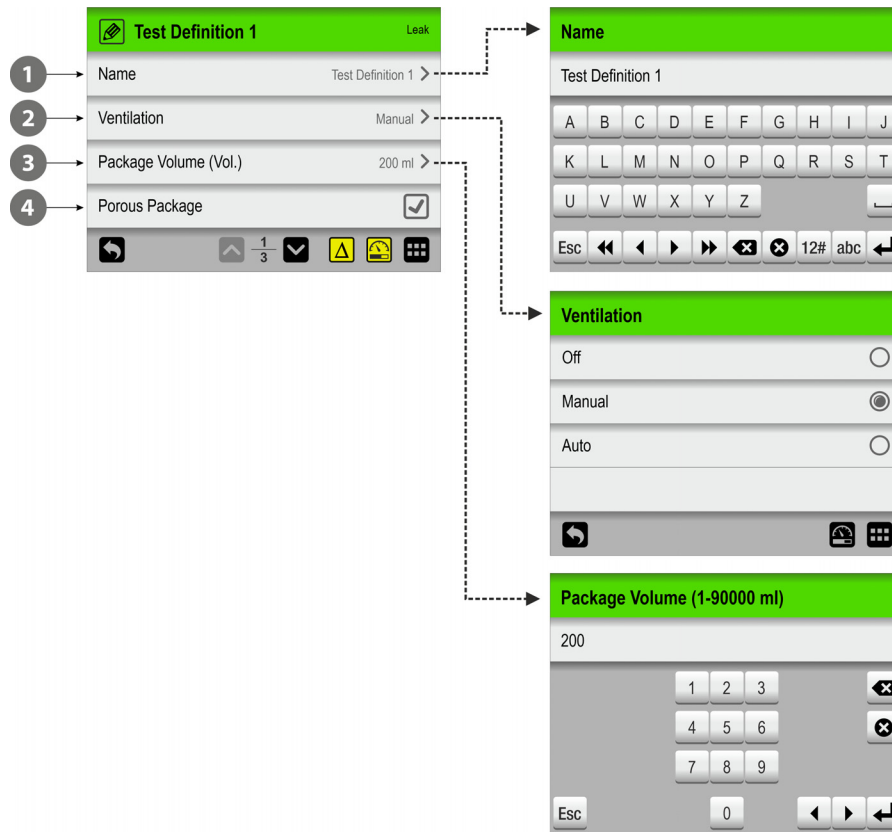 Test Definition 1 Leak
1 Name Test Definition 1
2 Ventilation Manual
3 Package Volume (Vol.) 200 ml
4 Porous Package
1
3
Δ
Name
Test Definition 1
A B C D E F G H I J
K L M N O P Q R S T
U V W X Y Z
Esc 12# abc
Ventilation
Off
Manual
Auto
Package Volume (1-90000 ml)
200
1 2 3
4 5 6
7 8 9
Esc 0